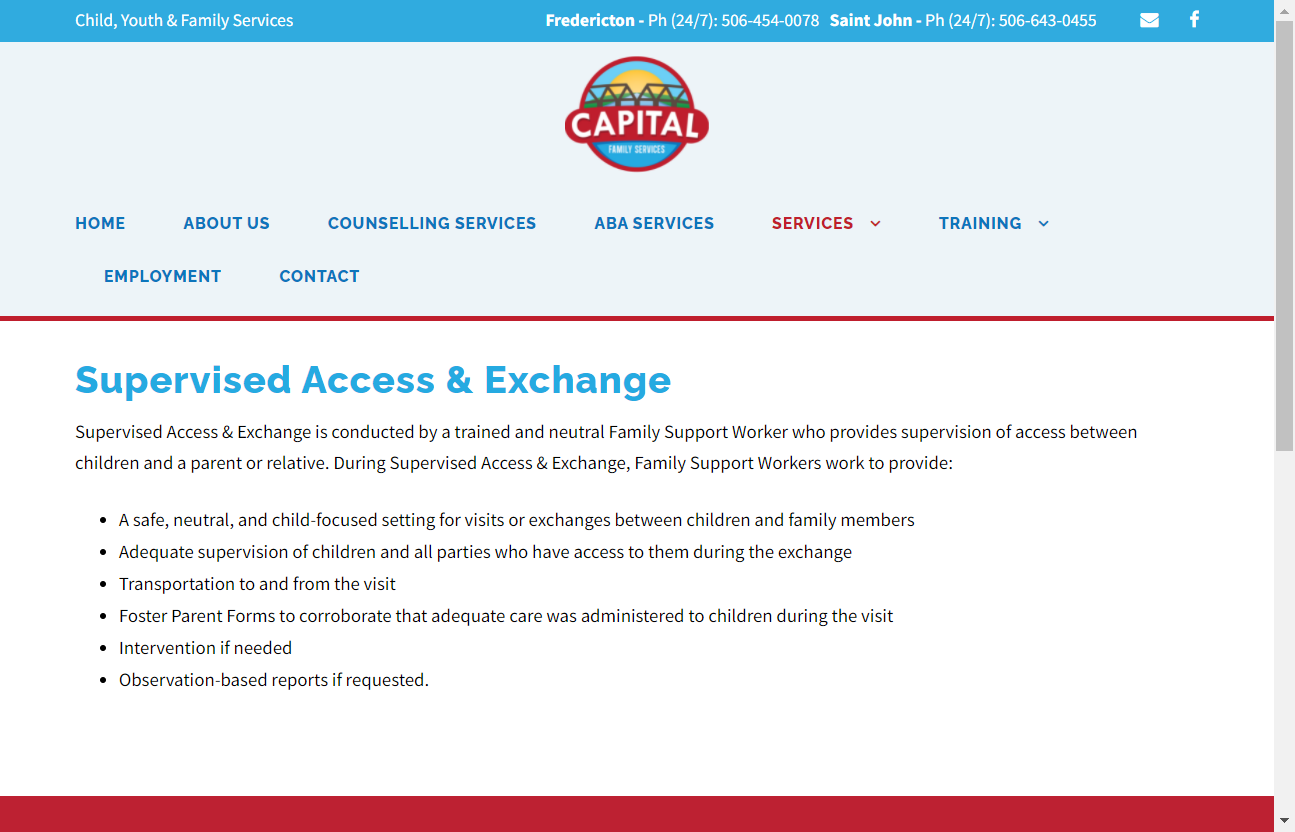 Child, Youth & Family Services
Fredericton - Ph (24/7): 506-454-0078 Saint John - Ph (24/7): 506-643-0455
CAPITAL
FAMILY SERVICES
HOME ABOUT US COUNSELLING SERVICES ABA SERVICES SERVICES TRAINING
EMPLOYMENT CONTACT
Supervised Access & Exchange
Supervised Access & Exchange is conducted by a trained and neutral Family Support Worker who provides supervision of access between
children and a parent or relative. During Supervised Access & Exchange, Family Support Workers work to provide:
• A safe, neutral, and child-focused setting for visits or exchanges between children and family members
• Adequate supervision of children and all parties who have access to them during the exchange
• Transportation to and from the visit
• Foster Parent Forms to corroborate that adequate care was administered to children during the visit
• Intervention if needed
• Observation-based reports if requested.